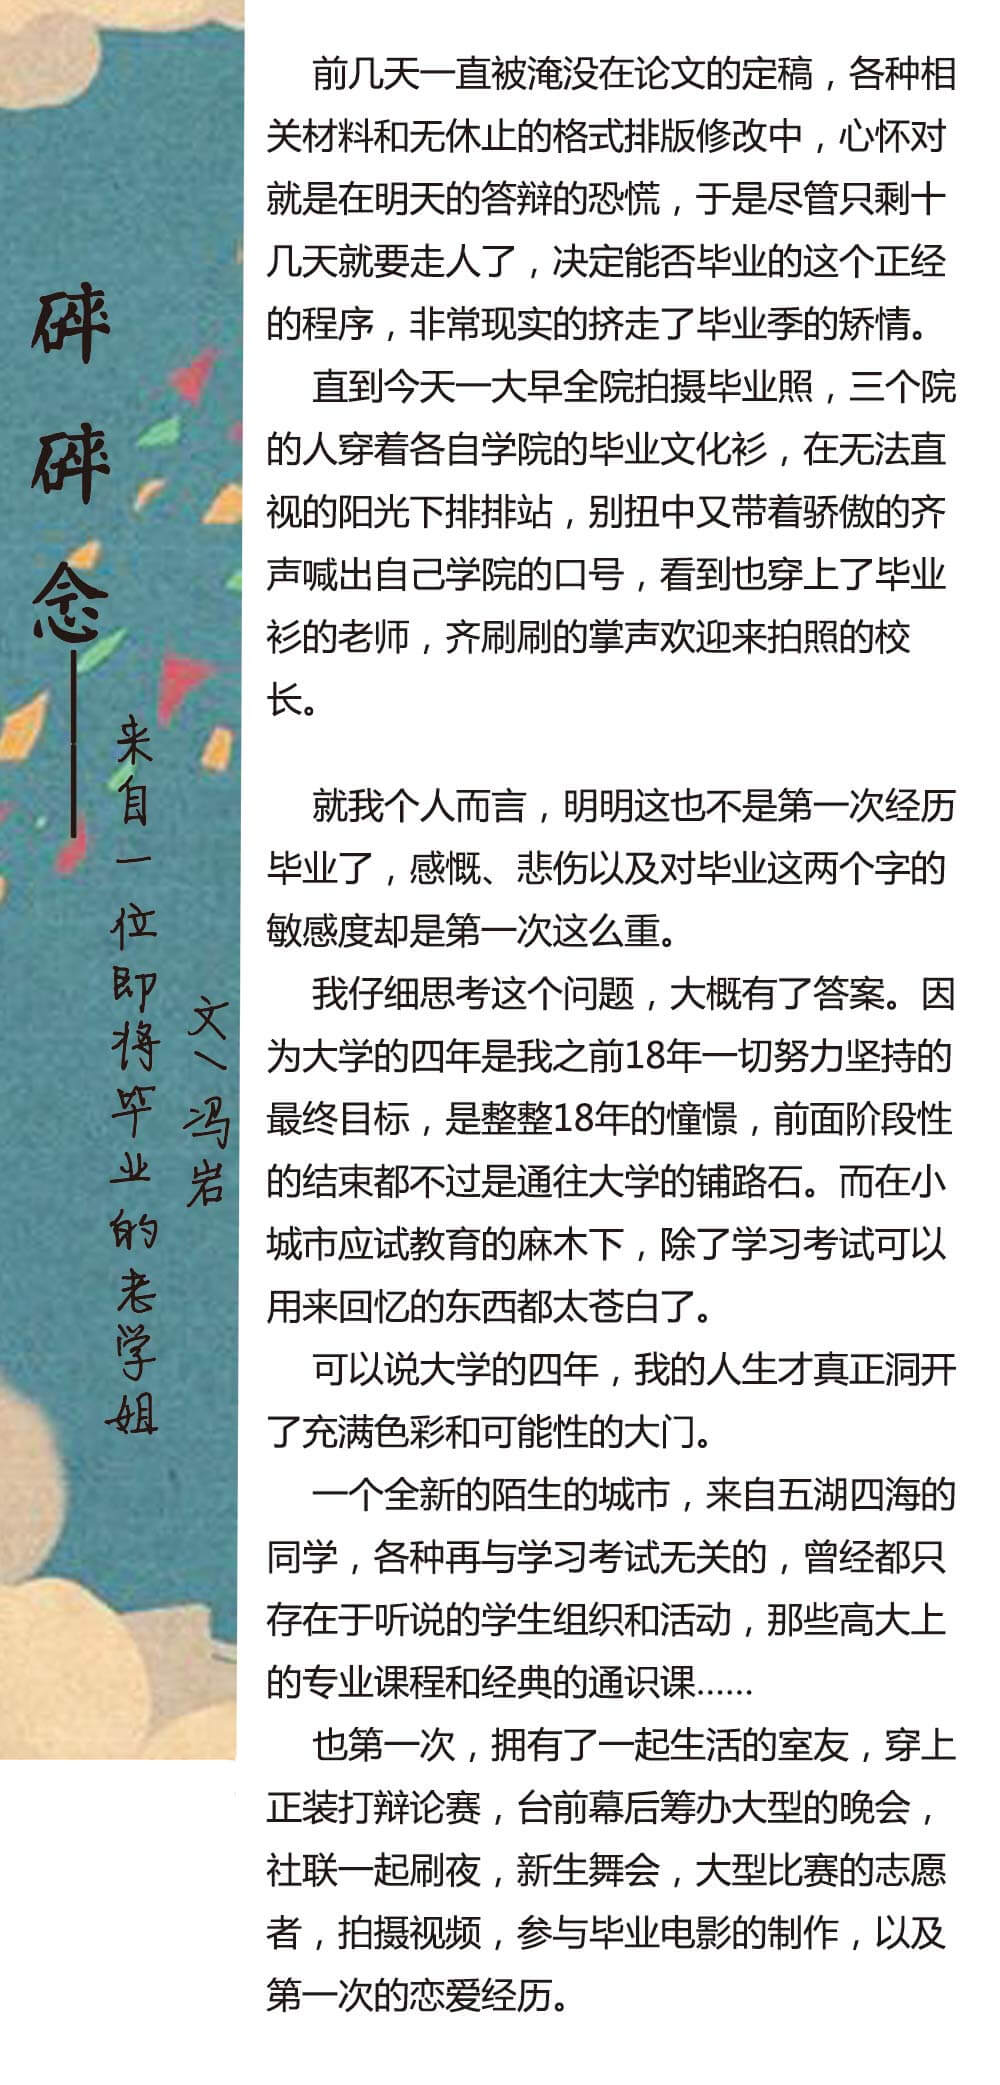 碎碎念——
来自一位即将毕业的老学姐
文\冯岩
前几天一直被淹没在论文的定稿，各种相
关材料和无休止的格式排版修改中，心怀对
就是在明天的答辩的恐慌，于是尽管只剩十
几天就要走人了，决定能否毕业的这个正经
的程序，非常现实的挤走了毕业季的矫情。
直到今天一大早全院拍摄毕业照，三个院
的人穿着各自学院的毕业文化衫，在无法直
视的阳光下排排站，别扭中又带着骄傲的齐
声喊出自己学院的口号，看到也穿上了毕业
衫的老师，齐刷刷的掌声欢迎来拍照的校
长。
就我个人而言，明明这也不是第一次经历
毕业了，感慨、悲伤以及对毕业这两个字的
敏感度却是第一次这么重。
我仔细思考这个问题，大概有了答案。因
为大学的四年是我之前18年一切努力坚持的
最终目标，是整整18年的憧憬，前面阶段性
的结束都不过是通往大学的铺路石。而在小
城市应试教育的麻木下，除了学习考试可以
用来回忆的东西都太苍白了。
可以说大学的四年，我的人生才真正洞开
了充满色彩和可能性的大门。
一个全新的陌生的城市，来自五湖四海的
同学，各种再与学习考试无关的，曾经都只
存在于听说的学生组织和活动，那些高大上
的专业课程和经典的通识课......
也第一次，拥有了一起生活的室友，穿上
正装打辩论赛，台前幕后筹办大型的晚会，
社联一起刷夜，新生舞会，大型比赛的志愿
者，拍摄视频，参与毕业电影的制作，以及
第一次的恋爱经历。